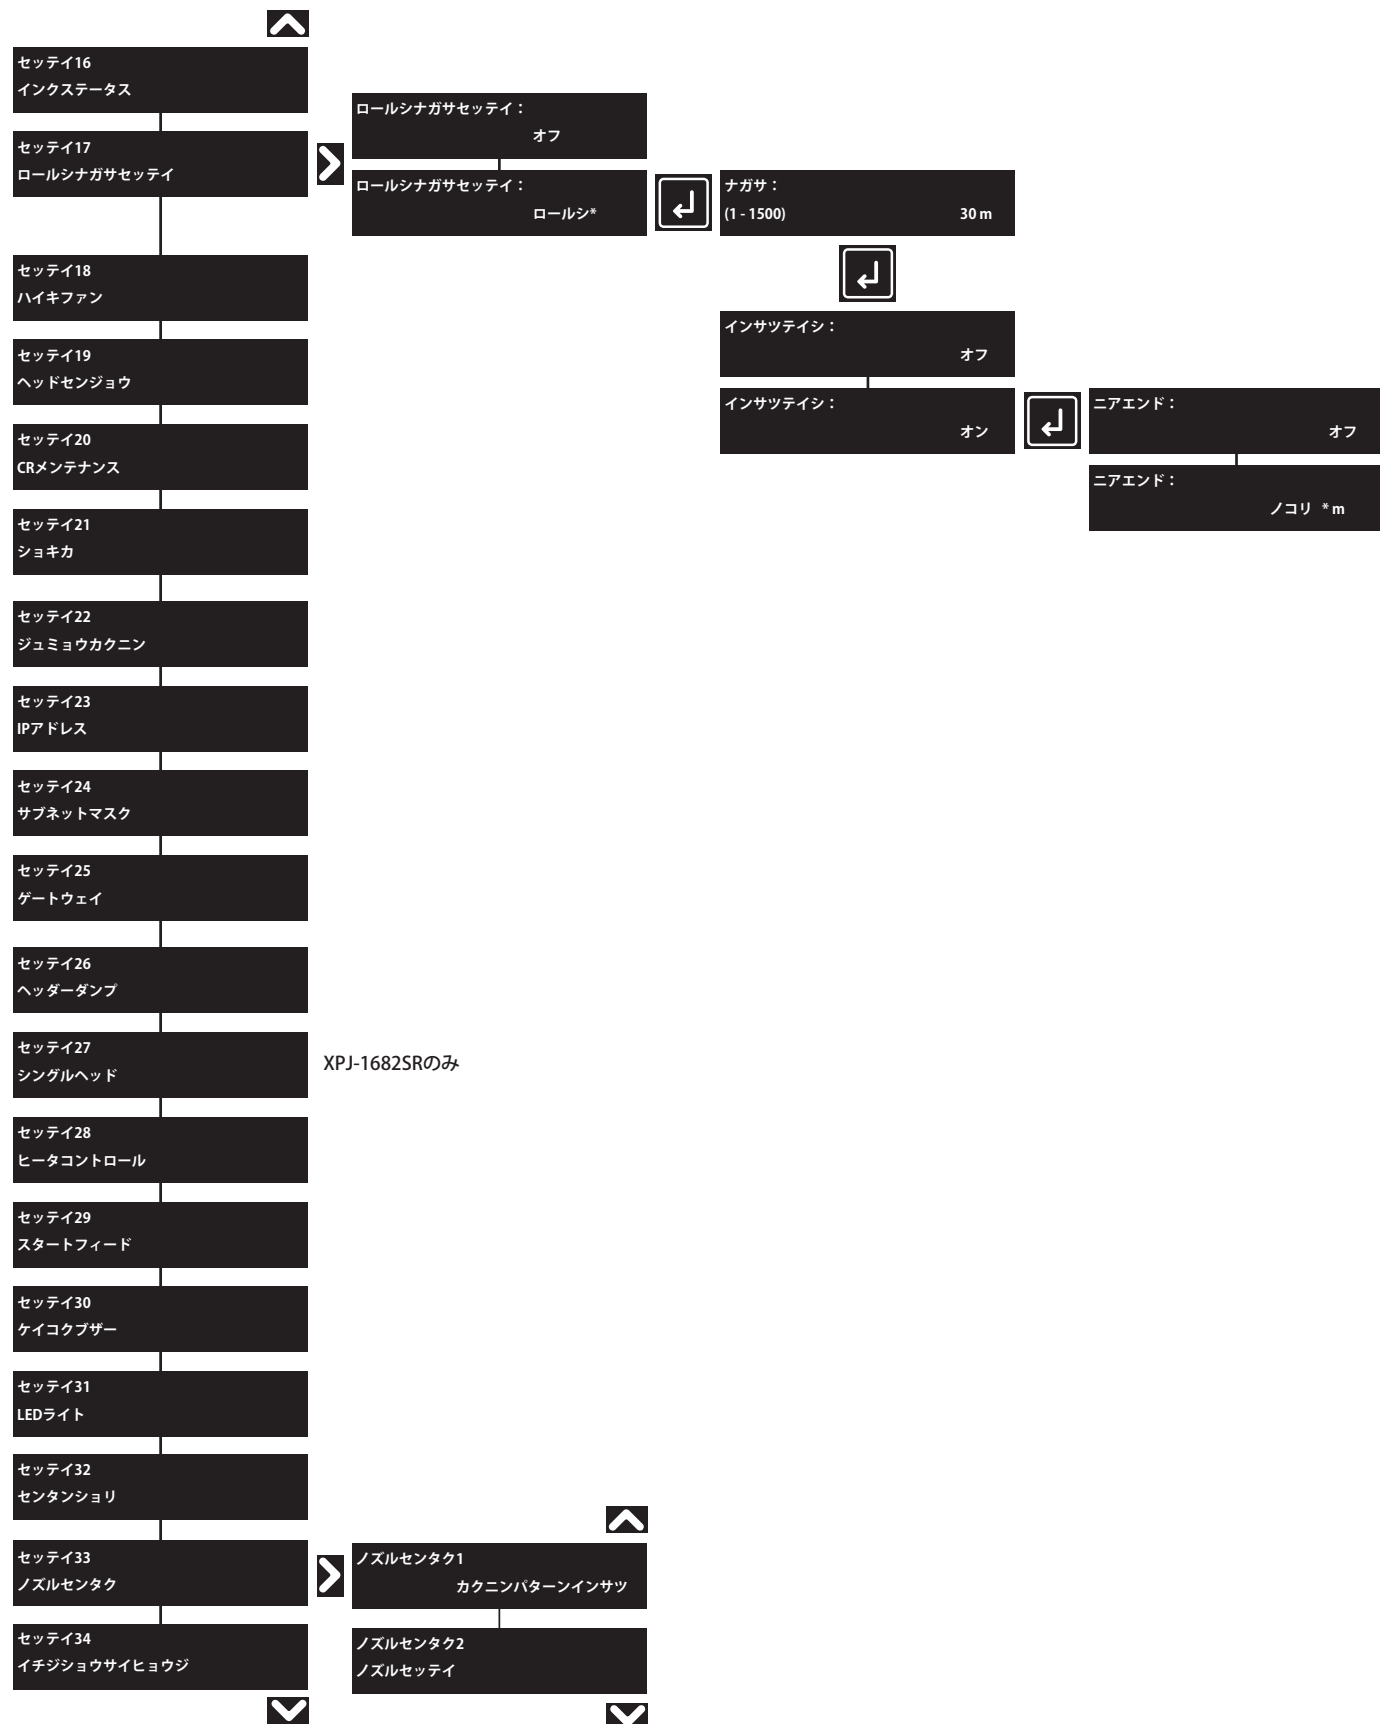 セッテイ16
インクステータス
セッテイ17
ロールシナガサセッテイ
ロールシナガサセッテイ：
オフ
ロールシナガサセッテイ：
ロールシ*
ナガサ：
(1 - 1500) 30 m
インサツテイシ：
オフ
インサツテイシ：
オン
ニアエンド：
オフ
ニアエンド：
ノコリ * m
セッテイ18
ハイキファン
セッテイ19
ヘッドセンジョウ
セッテイ20
CRメンテナンス
セッテイ21
ショキカ
セッテイ22
ジュミョウカクニン
セッテイ23
IPアドレス
セッテイ24
サブネットマスク
セッテイ25
ゲートウェイ
セッテイ26
ヘッダーダンプ
セッテイ27
シングルヘッド
XPJ-1682SRのみ
セッテイ28
ヒータコントロール
セッテイ29
スタートフィード
セッテイ30
ケイコクブザー
セッテイ31
LEDライト
セッテイ32
センタンショリ
セッテイ33
ノズルセンタク
ノズルセンタク1
カクニンパターンインサツ
ノズルセンタク2
ノズルセッテイ
セッテイ34
イチジショウサイヒョウジ